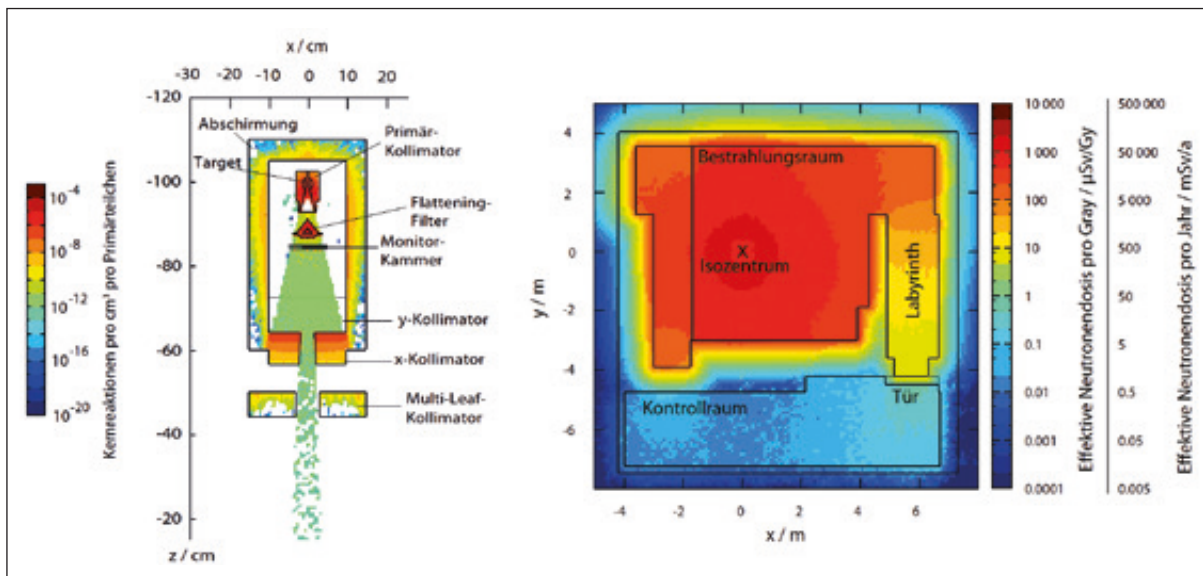 x / cm
-30 -20 -10 0 10 20
-120
-100
-80
-60
-40
-20
z / cm
Abschirmung
Target
Primär-
Kollimator
Flattening-
Filter
Monitor-
Kammer
y-Kollimator
x-Kollimator
Multi-Leaf-
Kollimator
10⁻⁴
10⁻⁸
10⁻¹²
10⁻¹⁶
10⁻²⁰
Kernreaktionen pro cm³ pro Primärteilchen
4
2
0
-2
-4
-6
y / m
-4 -2 0 2 4 6
x / m
Bestrahlungsraum
X
Isozentrum
Labyrinth
Tür
Kontrollraum
10 000
1 000
100
10
1
0.1
0.01
0.001
0.0001
Effektive Neutronendosis pro Gray / µSv/Gy
500 000
50 000
5 000
500
50
5
0.5
0.05
0.005
Effektive Neutronendosis pro Jahr / mSv/a